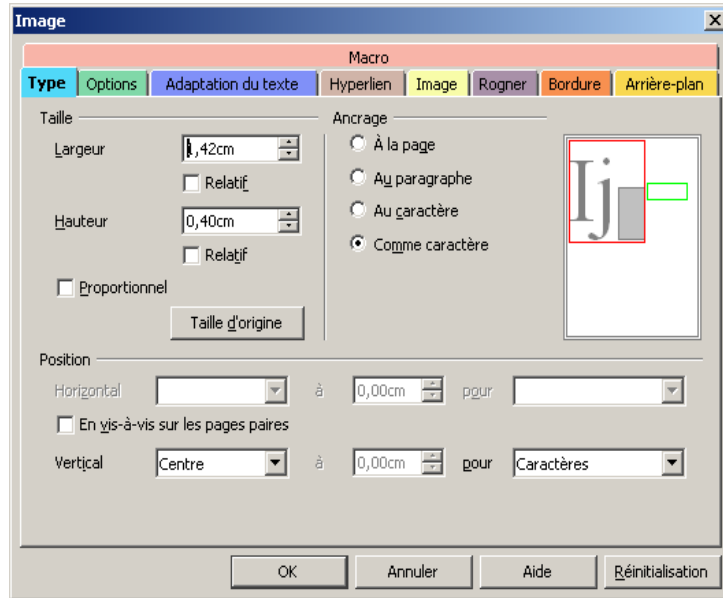 Image
Macro
Type Options Adaptation du texte Hyperlien Image Rogner Bordure Arrière-plan
Taille Ancrage
Largeur ,42cm À la page
Relatif Au paragraphe
Hauteur 0,40cm Au caractère
Relatif Comme caractère
Ij
Proportionnel
Taille d'origine
Position
Horizontal à 0,00cm pour
En vis-à-vis sur les pages paires
Vertical Centre à 0,00cm pour Caractères
OK Annuler Aide Réinitialisation